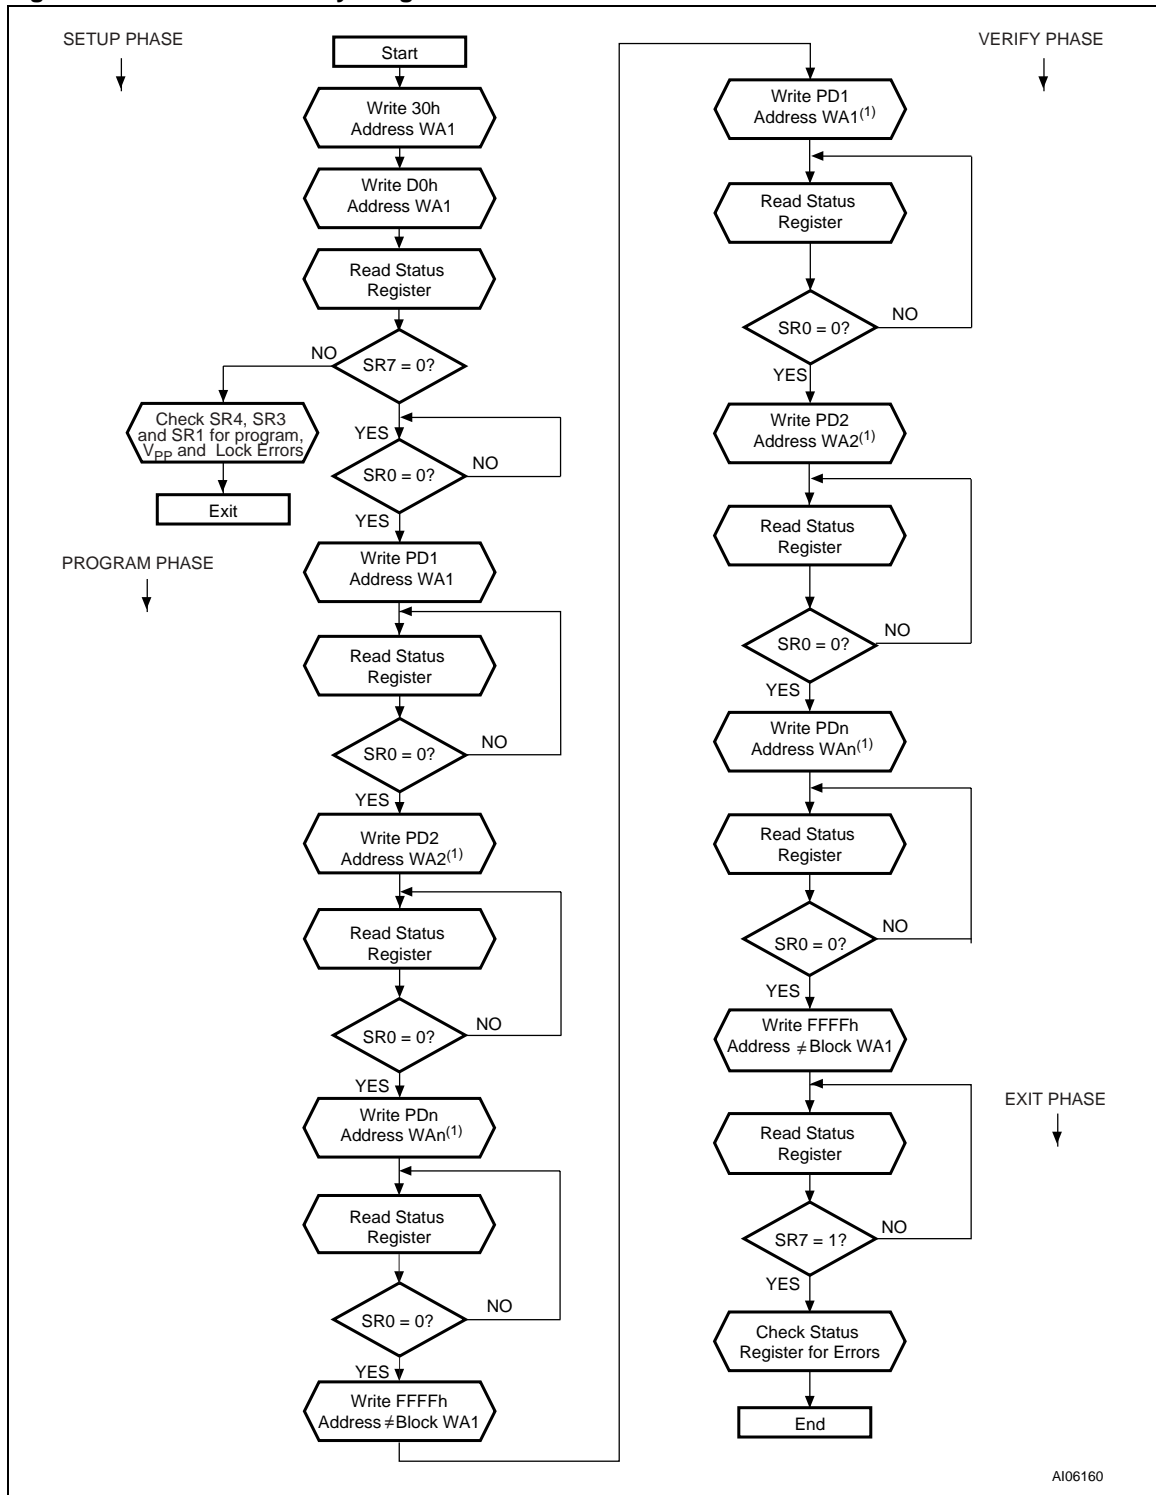 SETUP PHASE
Start
Write 30h
Address WA1
Write D0h
Address WA1
Read Status
Register
NO
SR7 = 0?
Check SR4, SR3
and SR1 for program,
VPP and Lock Errors
Exit
YES
SR0 = 0?
NO
YES
PROGRAM PHASE
Write PD1
Address WA1
Read Status
Register
SR0 = 0?
NO
YES
Write PD2
Address WA2(1)
Read Status
Register
SR0 = 0?
NO
YES
Write PDn
Address WAn(1)
Read Status
Register
SR0 = 0?
NO
YES
Write FFFFh
Address ≠Block WA1
VERIFY PHASE
Write PD1
Address WA1(1)
Read Status
Register
SR0 = 0?
NO
YES
Write PD2
Address WA2(1)
Read Status
Register
SR0 = 0?
NO
YES
Write PDn
Address WAn(1)
Read Status
Register
SR0 = 0?
NO
YES
Write FFFFh
Address ≠Block WA1
EXIT PHASE
Read Status
Register
SR7 = 1?
NO
YES
Check Status
Register for Errors
End
AI06160